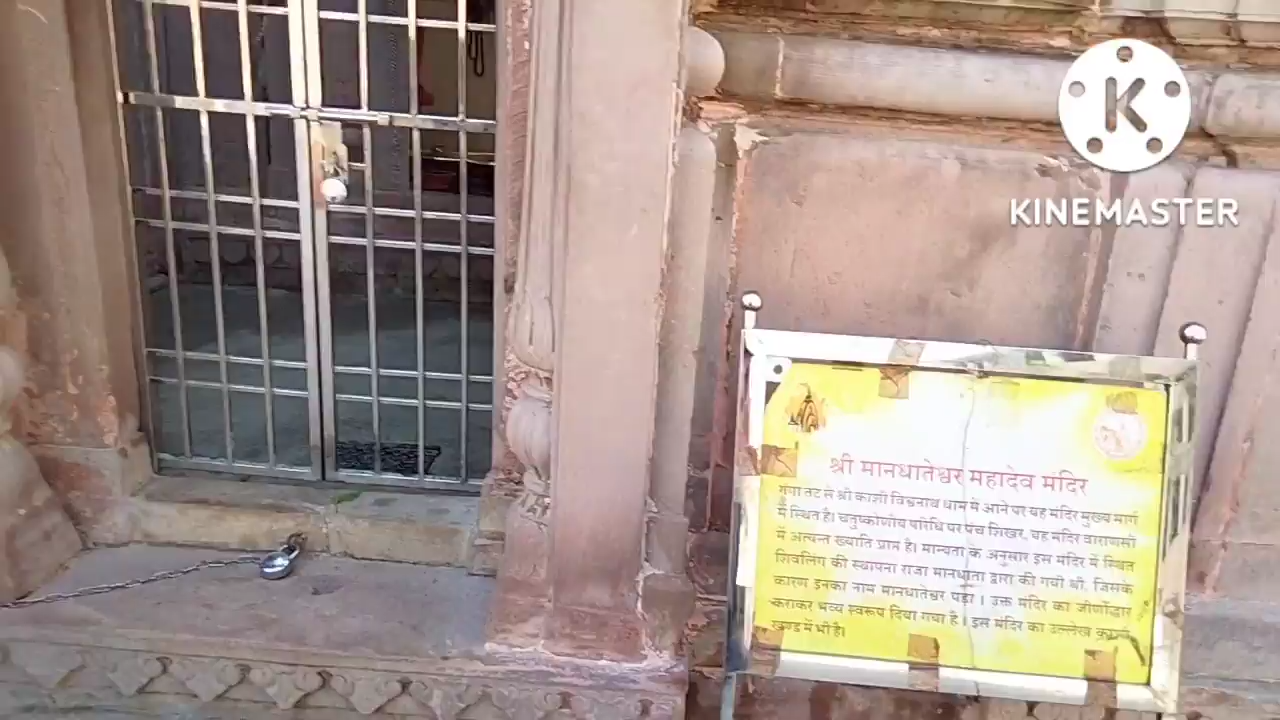 K
KINEMASTER
श्री मानधातेश्वर महादेव मंदिर
गंगा तट से श्री काशी विश्वनाथ धाम में आने पर यह मंदिर मुख्य मार्ग
में स्थित है। चतुष्कोणीय परिधि पर पंच शिखर, यह मंदिर वाराणसी
में अत्यन्त ख्याति प्राप्त है। मान्यता के अनुसार इस मंदिर में स्थित
शिवलिंग की स्थापना राजा मानधाता द्वारा की गयी थी, जिसके
कारण इनका नाम मानधातेश्वर पड़ा। उक्त मंदिर का जीर्णोद्धार
कराकर भव्य स्वरूप दिया गया है। इस मंदिर का उल्लेख
खण्ड में भी है।